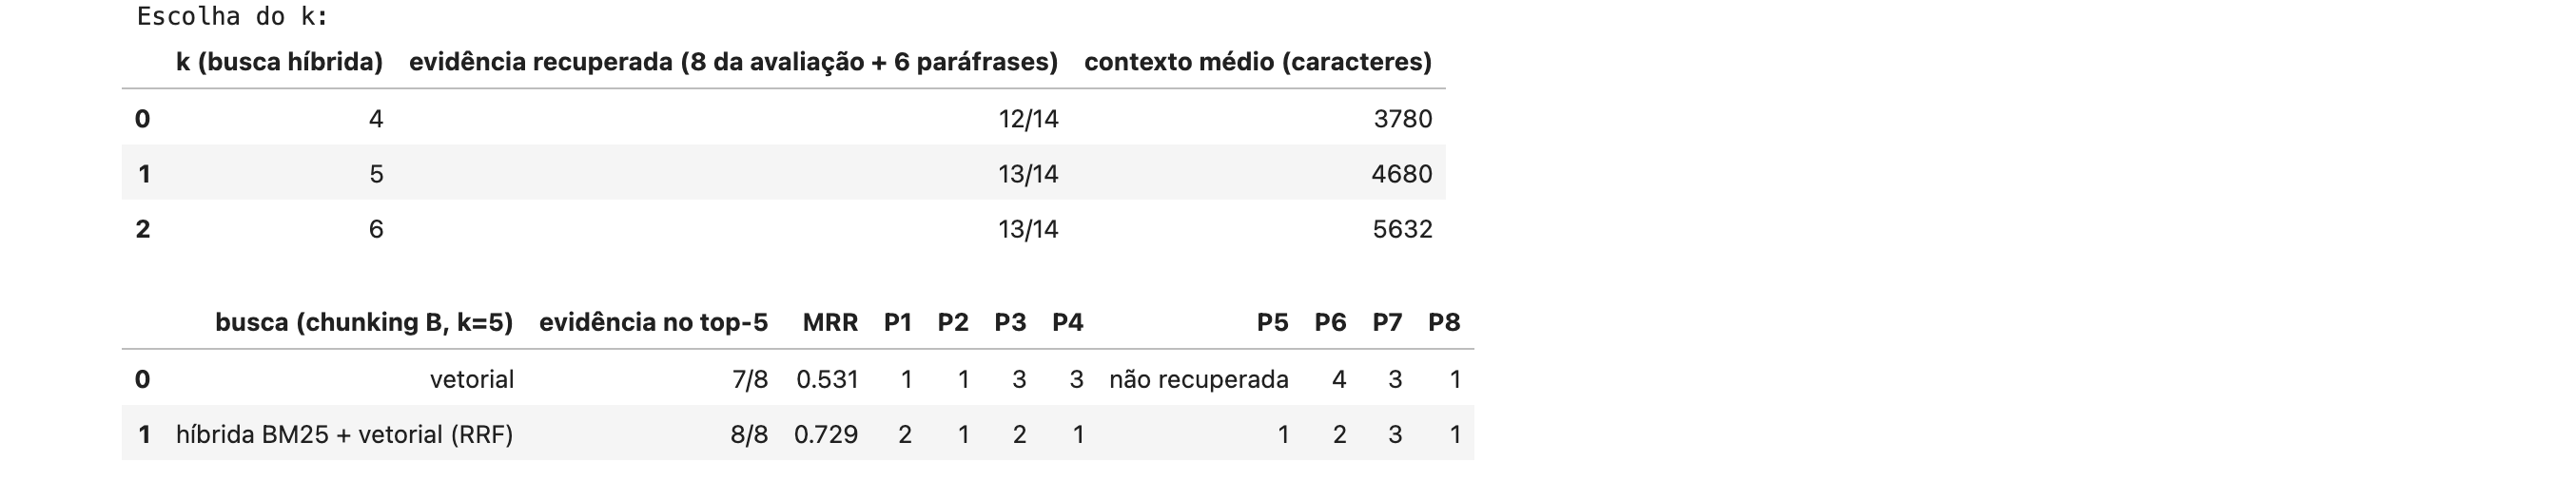 Escolha do k:
k (busca híbrida) evidência recuperada (8 da avaliação + 6 paráfrases) contexto médio (caracteres)
0 4 12/14 3780
1 5 13/14 4680
2 6 13/14 5632
busca (chunking B, k=5) evidência no top-5 MRR P1 P2 P3 P4 P5 P6 P7 P8
0 vetorial 7/8 0.531 1 1 3 3 não recuperada 4 3 1
1 híbrida BM25 + vetorial (RRF) 8/8 0.729 2 1 2 1 1 2 3 1